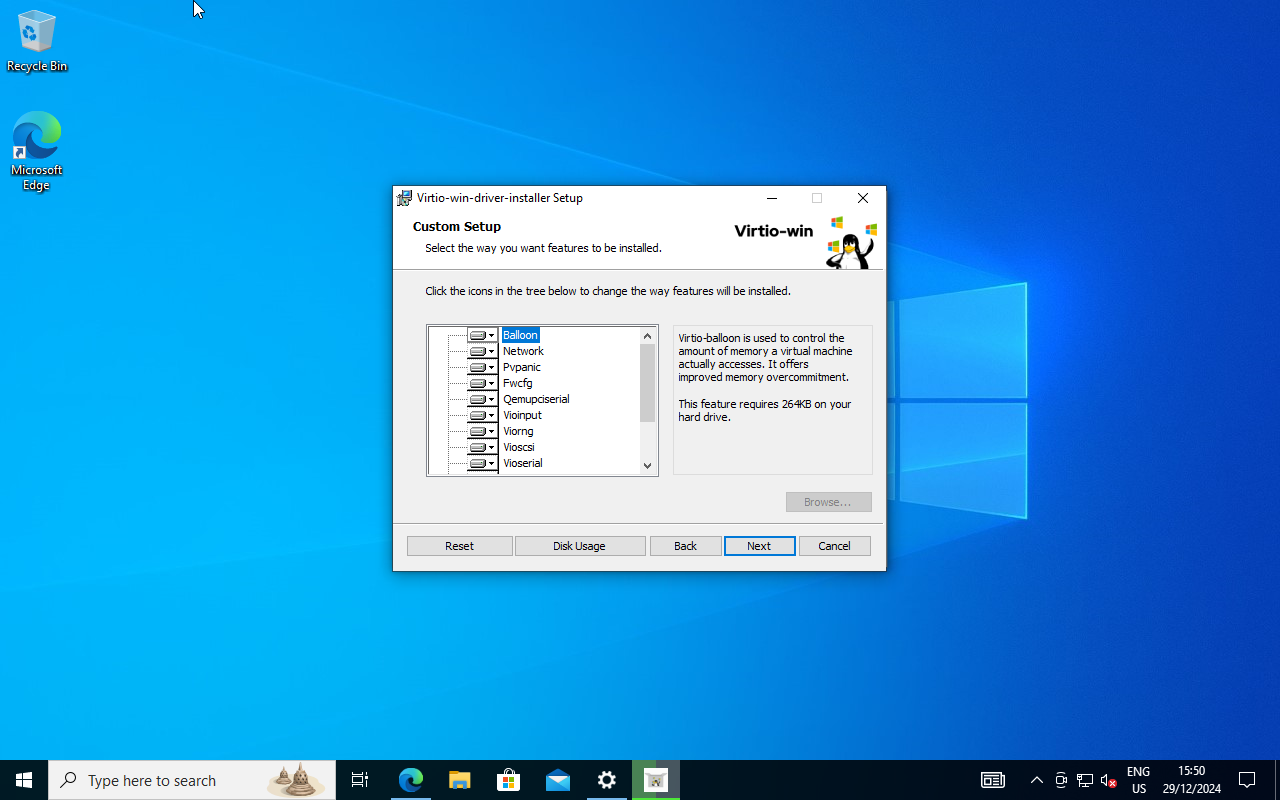 Recycle Bin
Microsoft
Edge
Virtio-win-driver-installer Setup
Custom Setup
Select the way you want features to be installed.
Virtio-win
Click the icons in the tree below to change the way features will be installed.
Balloon
Network
Pvpanic
Fwcfg
Qemupciserial
Vioinput
Viorng
Vioscsi
Vioserial
Virtio-balloon is used to control the
amount of memory a virtual machine
actually accesses. It offers
improved memory overcommitment.
This feature requires 264KB on your
hard drive.
Browse...
Reset
Disk Usage
Back
Next
Cancel
Type here to search
ENG
US
15:50
29/12/2024